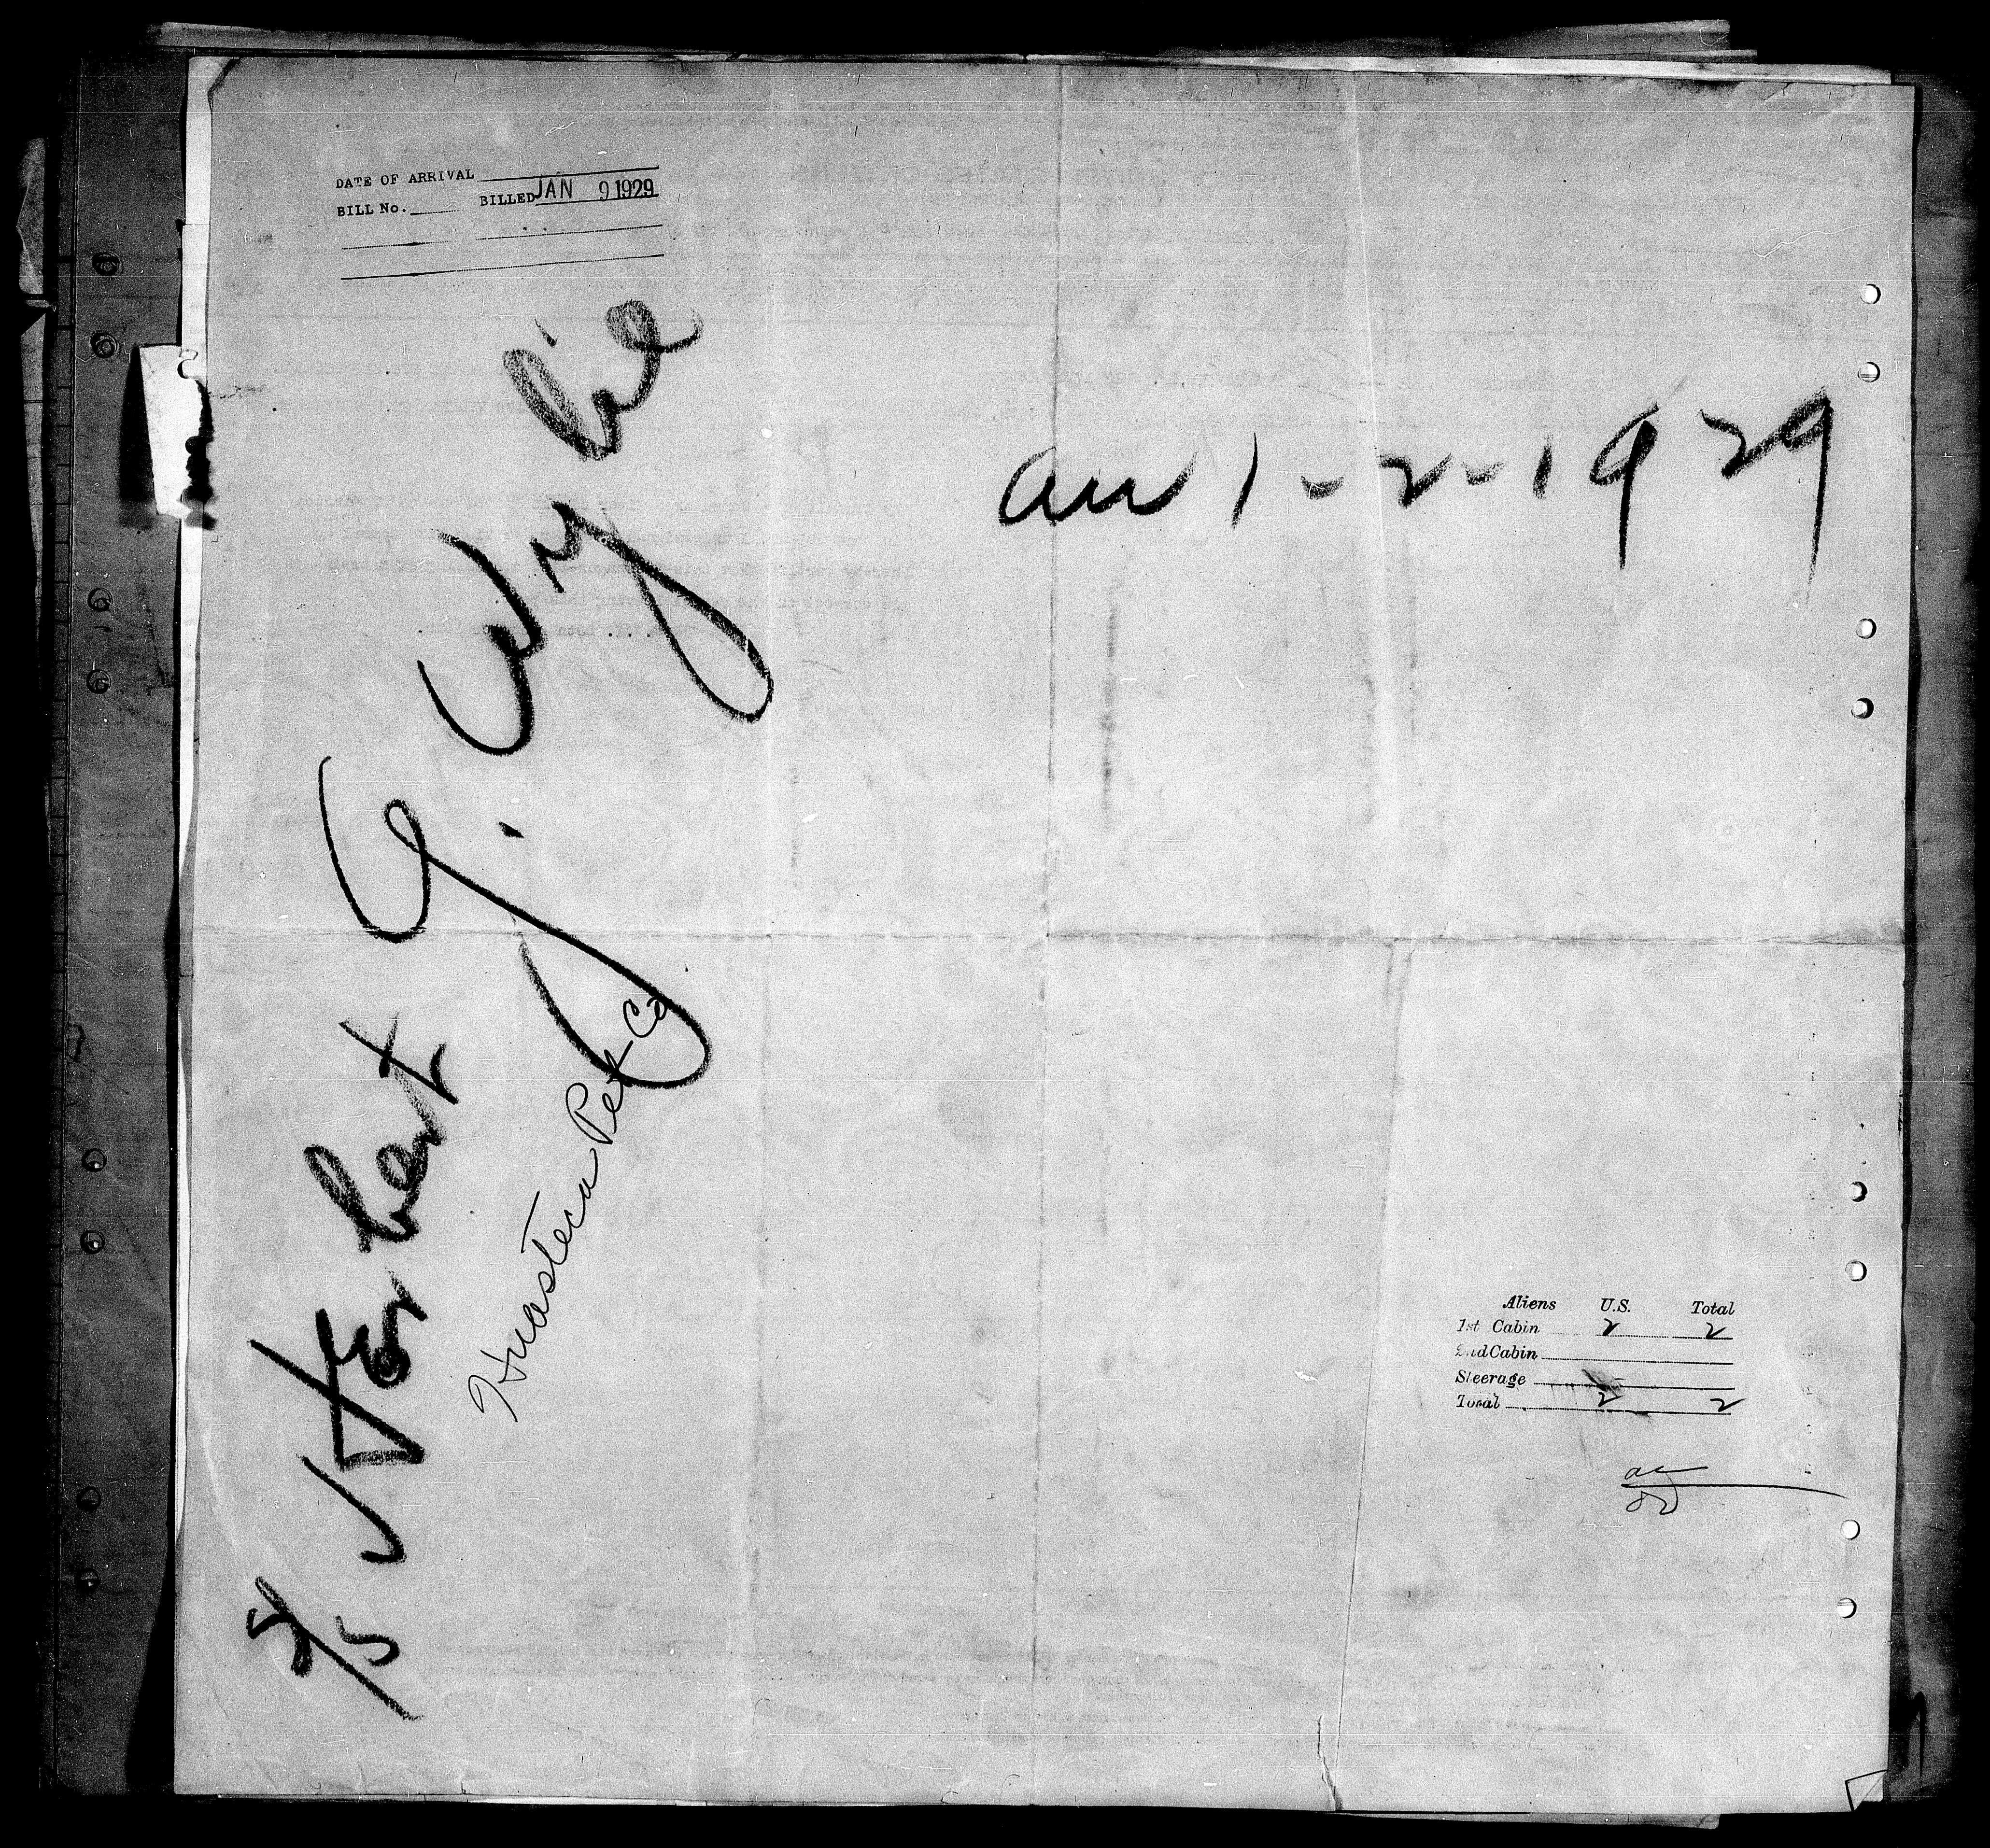 DATE OF ARRIVAL
BILL No. BILLED JAN 9 1929
S/S Herbert G. Wylie
Huasteca Pet Co
arr 1-2-1929
Aliens U.S. Total
1st Cabin 2 2
2nd Cabin
Steerage
Total 2 2